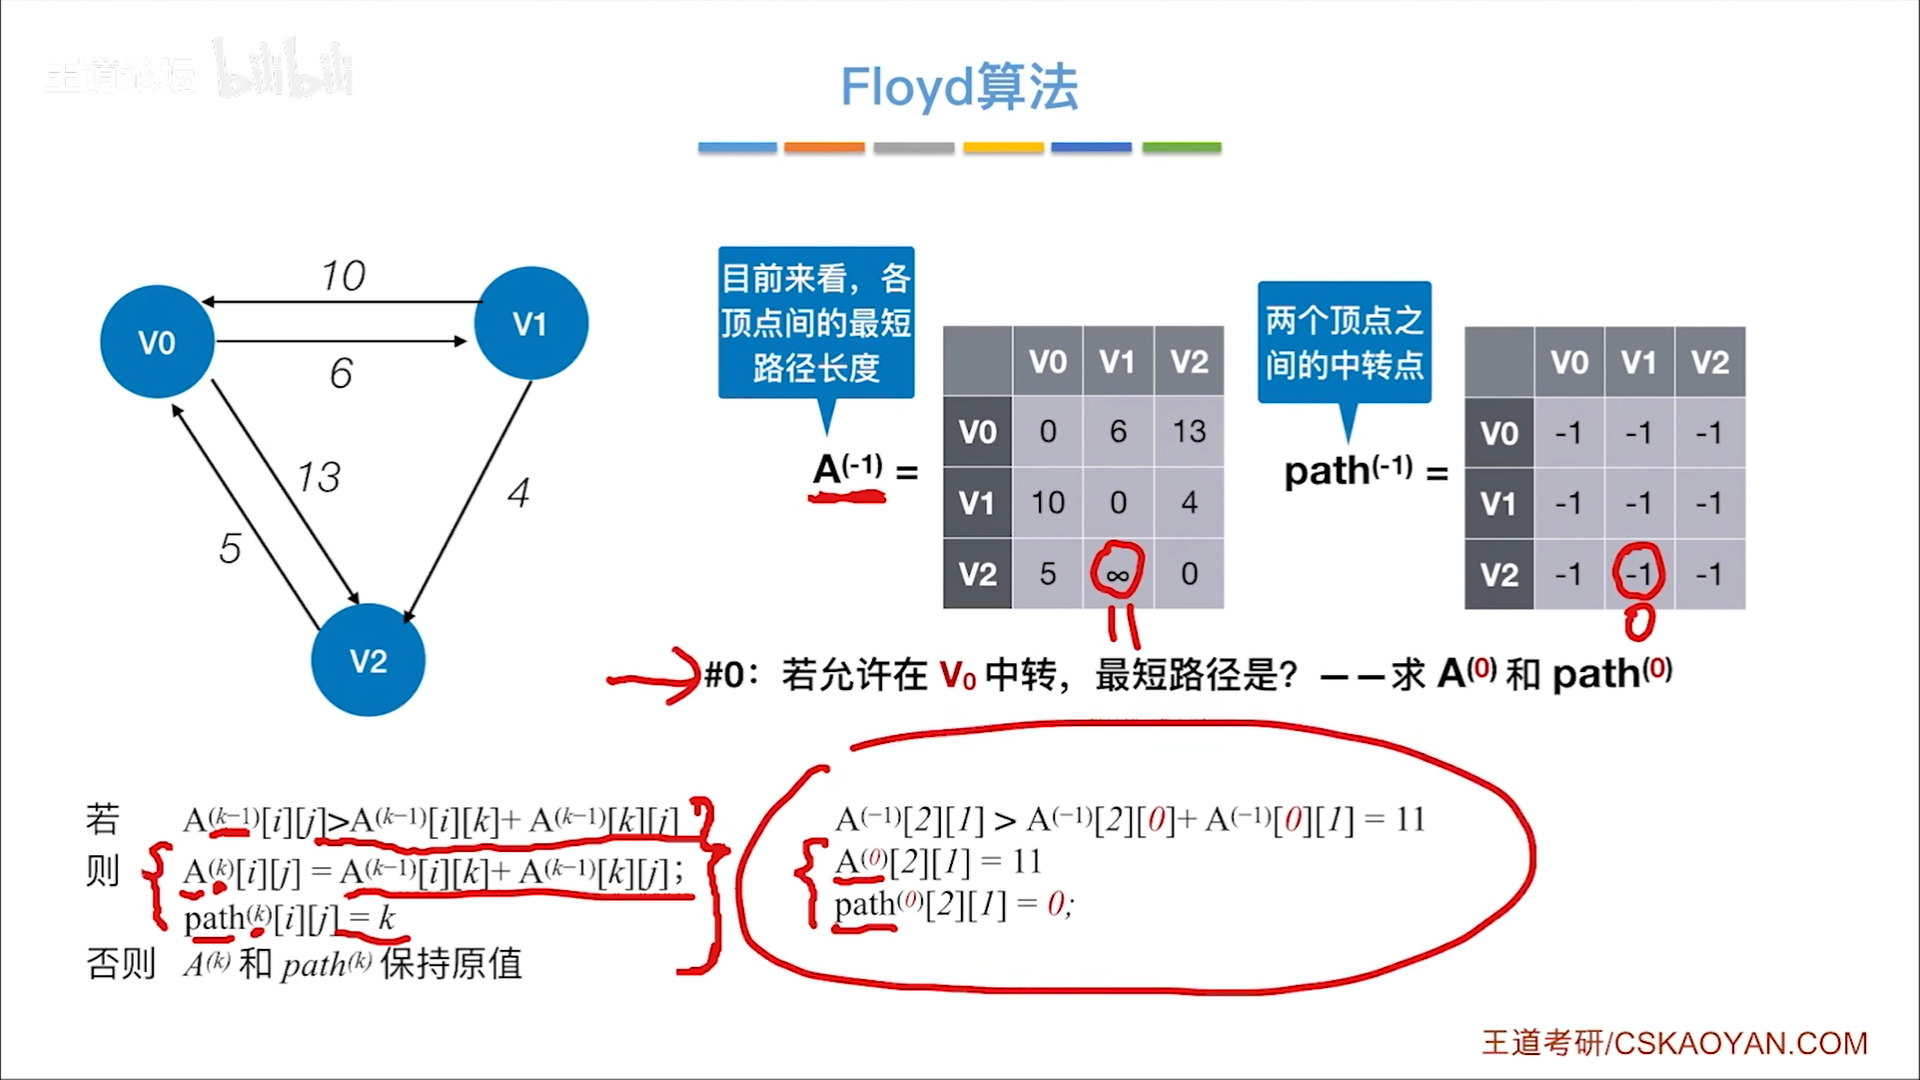 王道论坛 bilibili
Floyd算法
10
V0
V1
6
13
4
5
V2
目前来看，各
顶点间的最短
路径长度
A(-1) =
V0 V1 V2
V0 0 6 13
V1 10 0 4
V2 5 ∞ 0
11
两个顶点之
间的中转点
path(-1) =
V0 V1 V2
V0 -1 -1 -1
V1 -1 -1 -1
V2 -1 -1 -1
0
#0：若允许在 V0 中转，最短路径是？——求 A(0) 和 path(0)
若 A(k−1)[i][j]>A(k−1)[i][k]+ A(k−1)[k][j]
则 A(k)[i][j] = A(k−1)[i][k]+ A(k−1)[k][j]；
path(k)[i][j] = k
否则 A(k) 和 path(k) 保持原值
A(−1)[2][1] > A(−1)[2][0]+ A(−1)[0][1] = 11
A(0)[2][1] = 11
path(0)[2][1] = 0;
王道考研/CSKAOYAN.COM